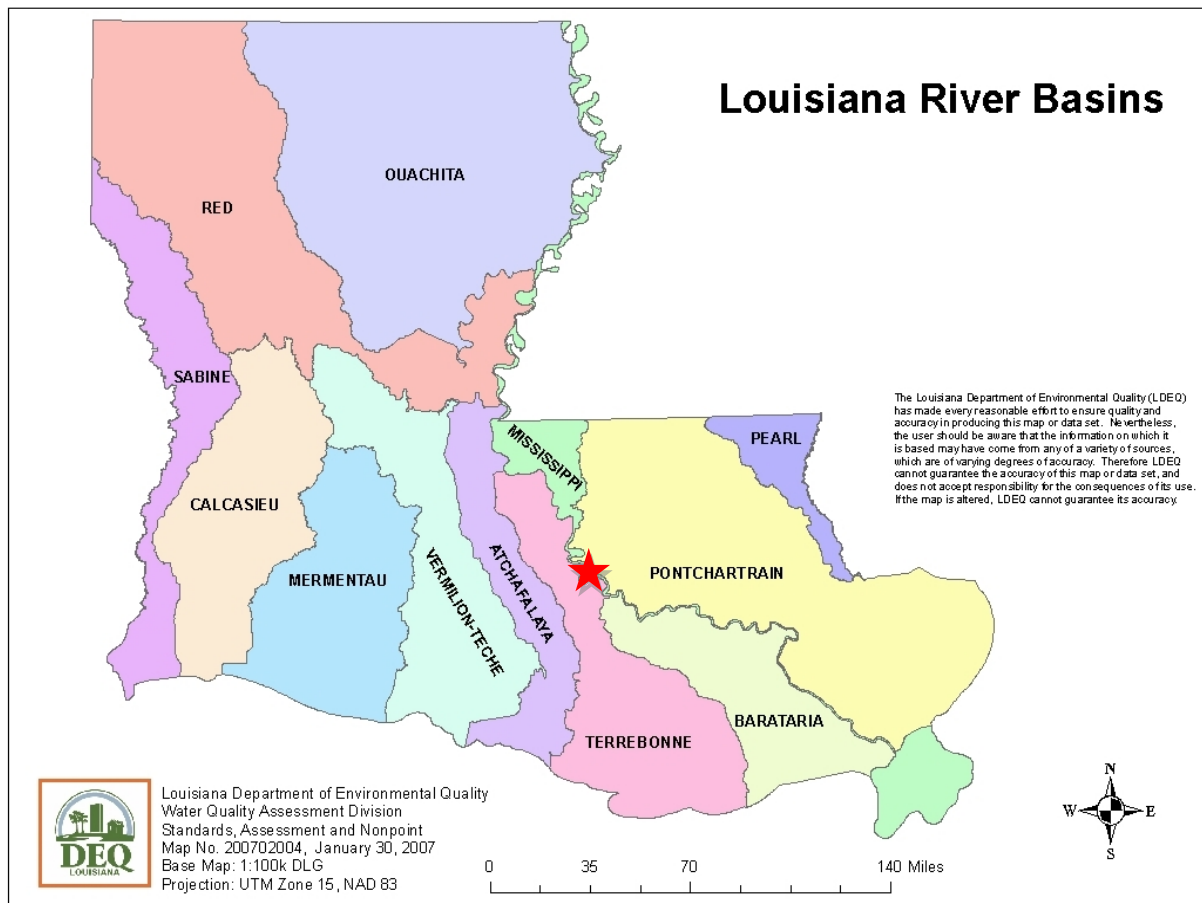 Louisiana River Basins
OUACHITA
RED
SABINE
The Louisiana Department of Environmental Quality (LDEQ)
has made every reasonable effort to ensure quality and
accuracy in producing this map or data set. Nevertheless,
the user should be aware that the information on which it
is based may have come from any of a variety of sources,
which are of varying degrees of accuracy. Therefore LDEQ
cannot guarantee the accuracy of this map or data set, and
does not accept responsibility for the consequences of its use.
If the map is altered, LDEQ cannot guarantee its accuracy.
MISSISSIPPI
PEARL
CALCASIEU
MERMENTAU
VERMILION-TECHE
ATCHAFALAYA
PONTCHARTRAIN
BARATARIA
TERREBONNE
DEQ
LOUISIANA
Louisiana Department of Environmental Quality
Water Quality Assessment Division
Standards, Assessment and Nonpoint
Map No. 200702004, January 30, 2007
Base Map: 1:100k DLG
Projection: UTM Zone 15, NAD 83
0 35 70 140 Miles
N
W E
S